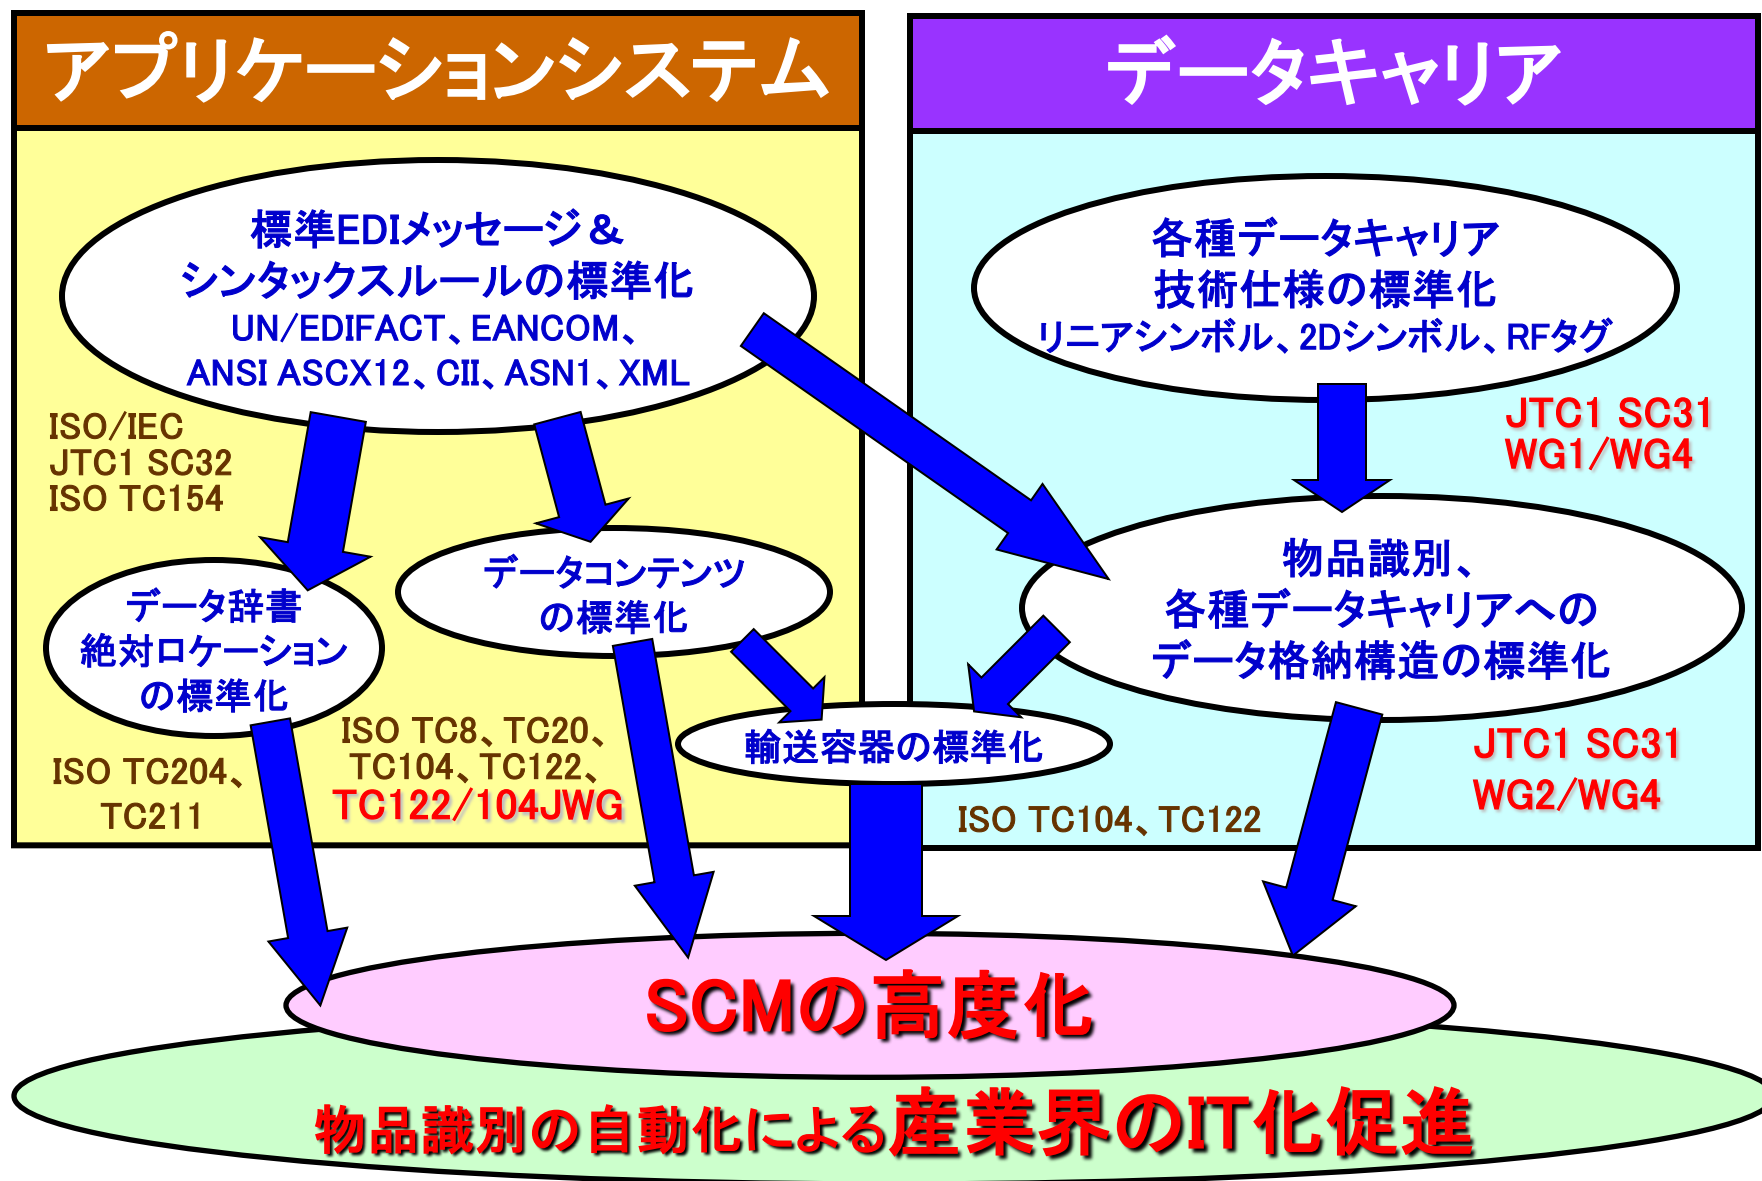 アプリケーションシステム
標準EDIメッセージ＆
シンタックスルールの標準化
UN/EDIFACT、EANCOM、
ANSI ASCX12、CII、ASN1、XML
ISO/IEC
JTC1 SC32
ISO TC154
データ辞書
絶対ロケーション
の標準化
データコンテンツ
の標準化
ISO TC204、
TC211
ISO TC8、TC20、
TC104、TC122、
TC122/104JWG
データキャリア
各種データキャリア
技術仕様の標準化
リニアシンボル、2Dシンボル、RFタグ
JTC1 SC31
WG1/WG4
物品識別、
各種データキャリアへの
データ格納構造の標準化
輸送容器の標準化
JTC1 SC31
WG2/WG4
ISO TC104、TC122
SCMの高度化
物品識別の自動化による産業界のIT化促進